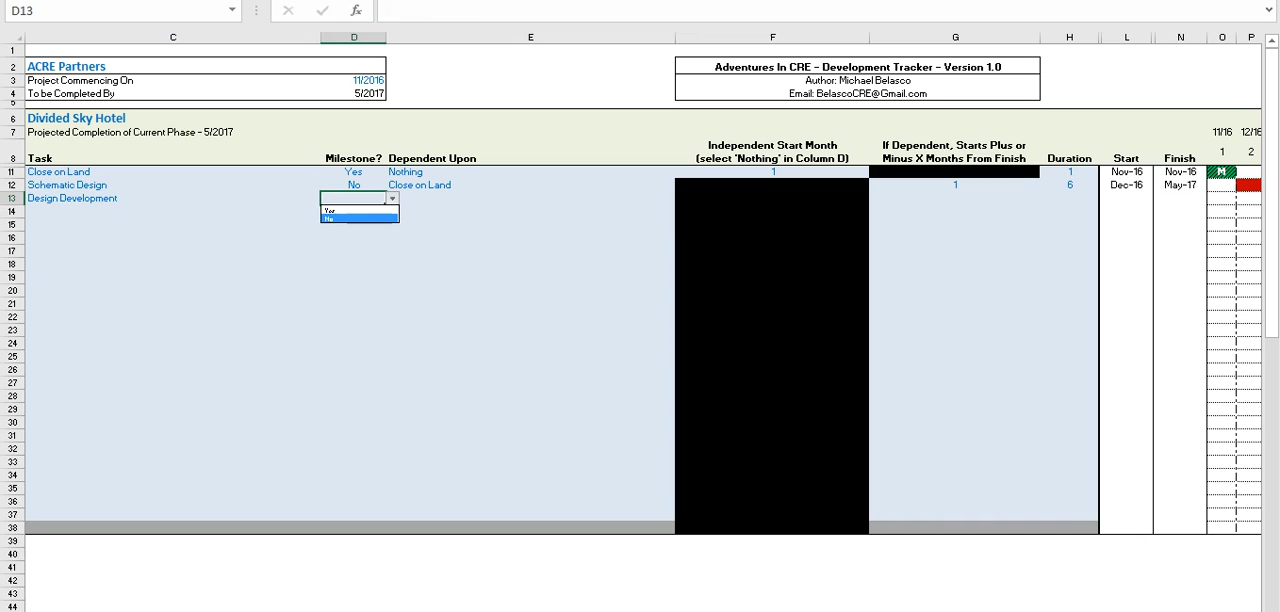 D13
fx
C D E F G H L N O P
1
2 ACRE Partners Adventures In CRE - Development Tracker - Version 1.0
3 Project Commencing On 11/2016 Author: Michael Belasco
4 To be Completed By 5/2017 Email: BelascoCRE@Gmail.com
5
6 Divided Sky Hotel
7 Projected Completion of Current Phase - 5/2017 11/16 12/16
Independent Start Month If Dependent, Starts Plus or 1 2
8 Task Milestone? Dependent Upon (select 'Nothing' in Column D) Minus X Months From Finish Duration Start Finish
11 Close on Land Yes Nothing 1 1 Nov-16 Nov-16 M
12 Schematic Design No Close on Land 1 6 Dec-16 May-17
13 Design Development
Yes
14
No
15
16
17
18
19
20
21
22
23
24
25
26
27
28
29
30
31
32
33
34
35
36
37
38
39
40
41
42
43
44